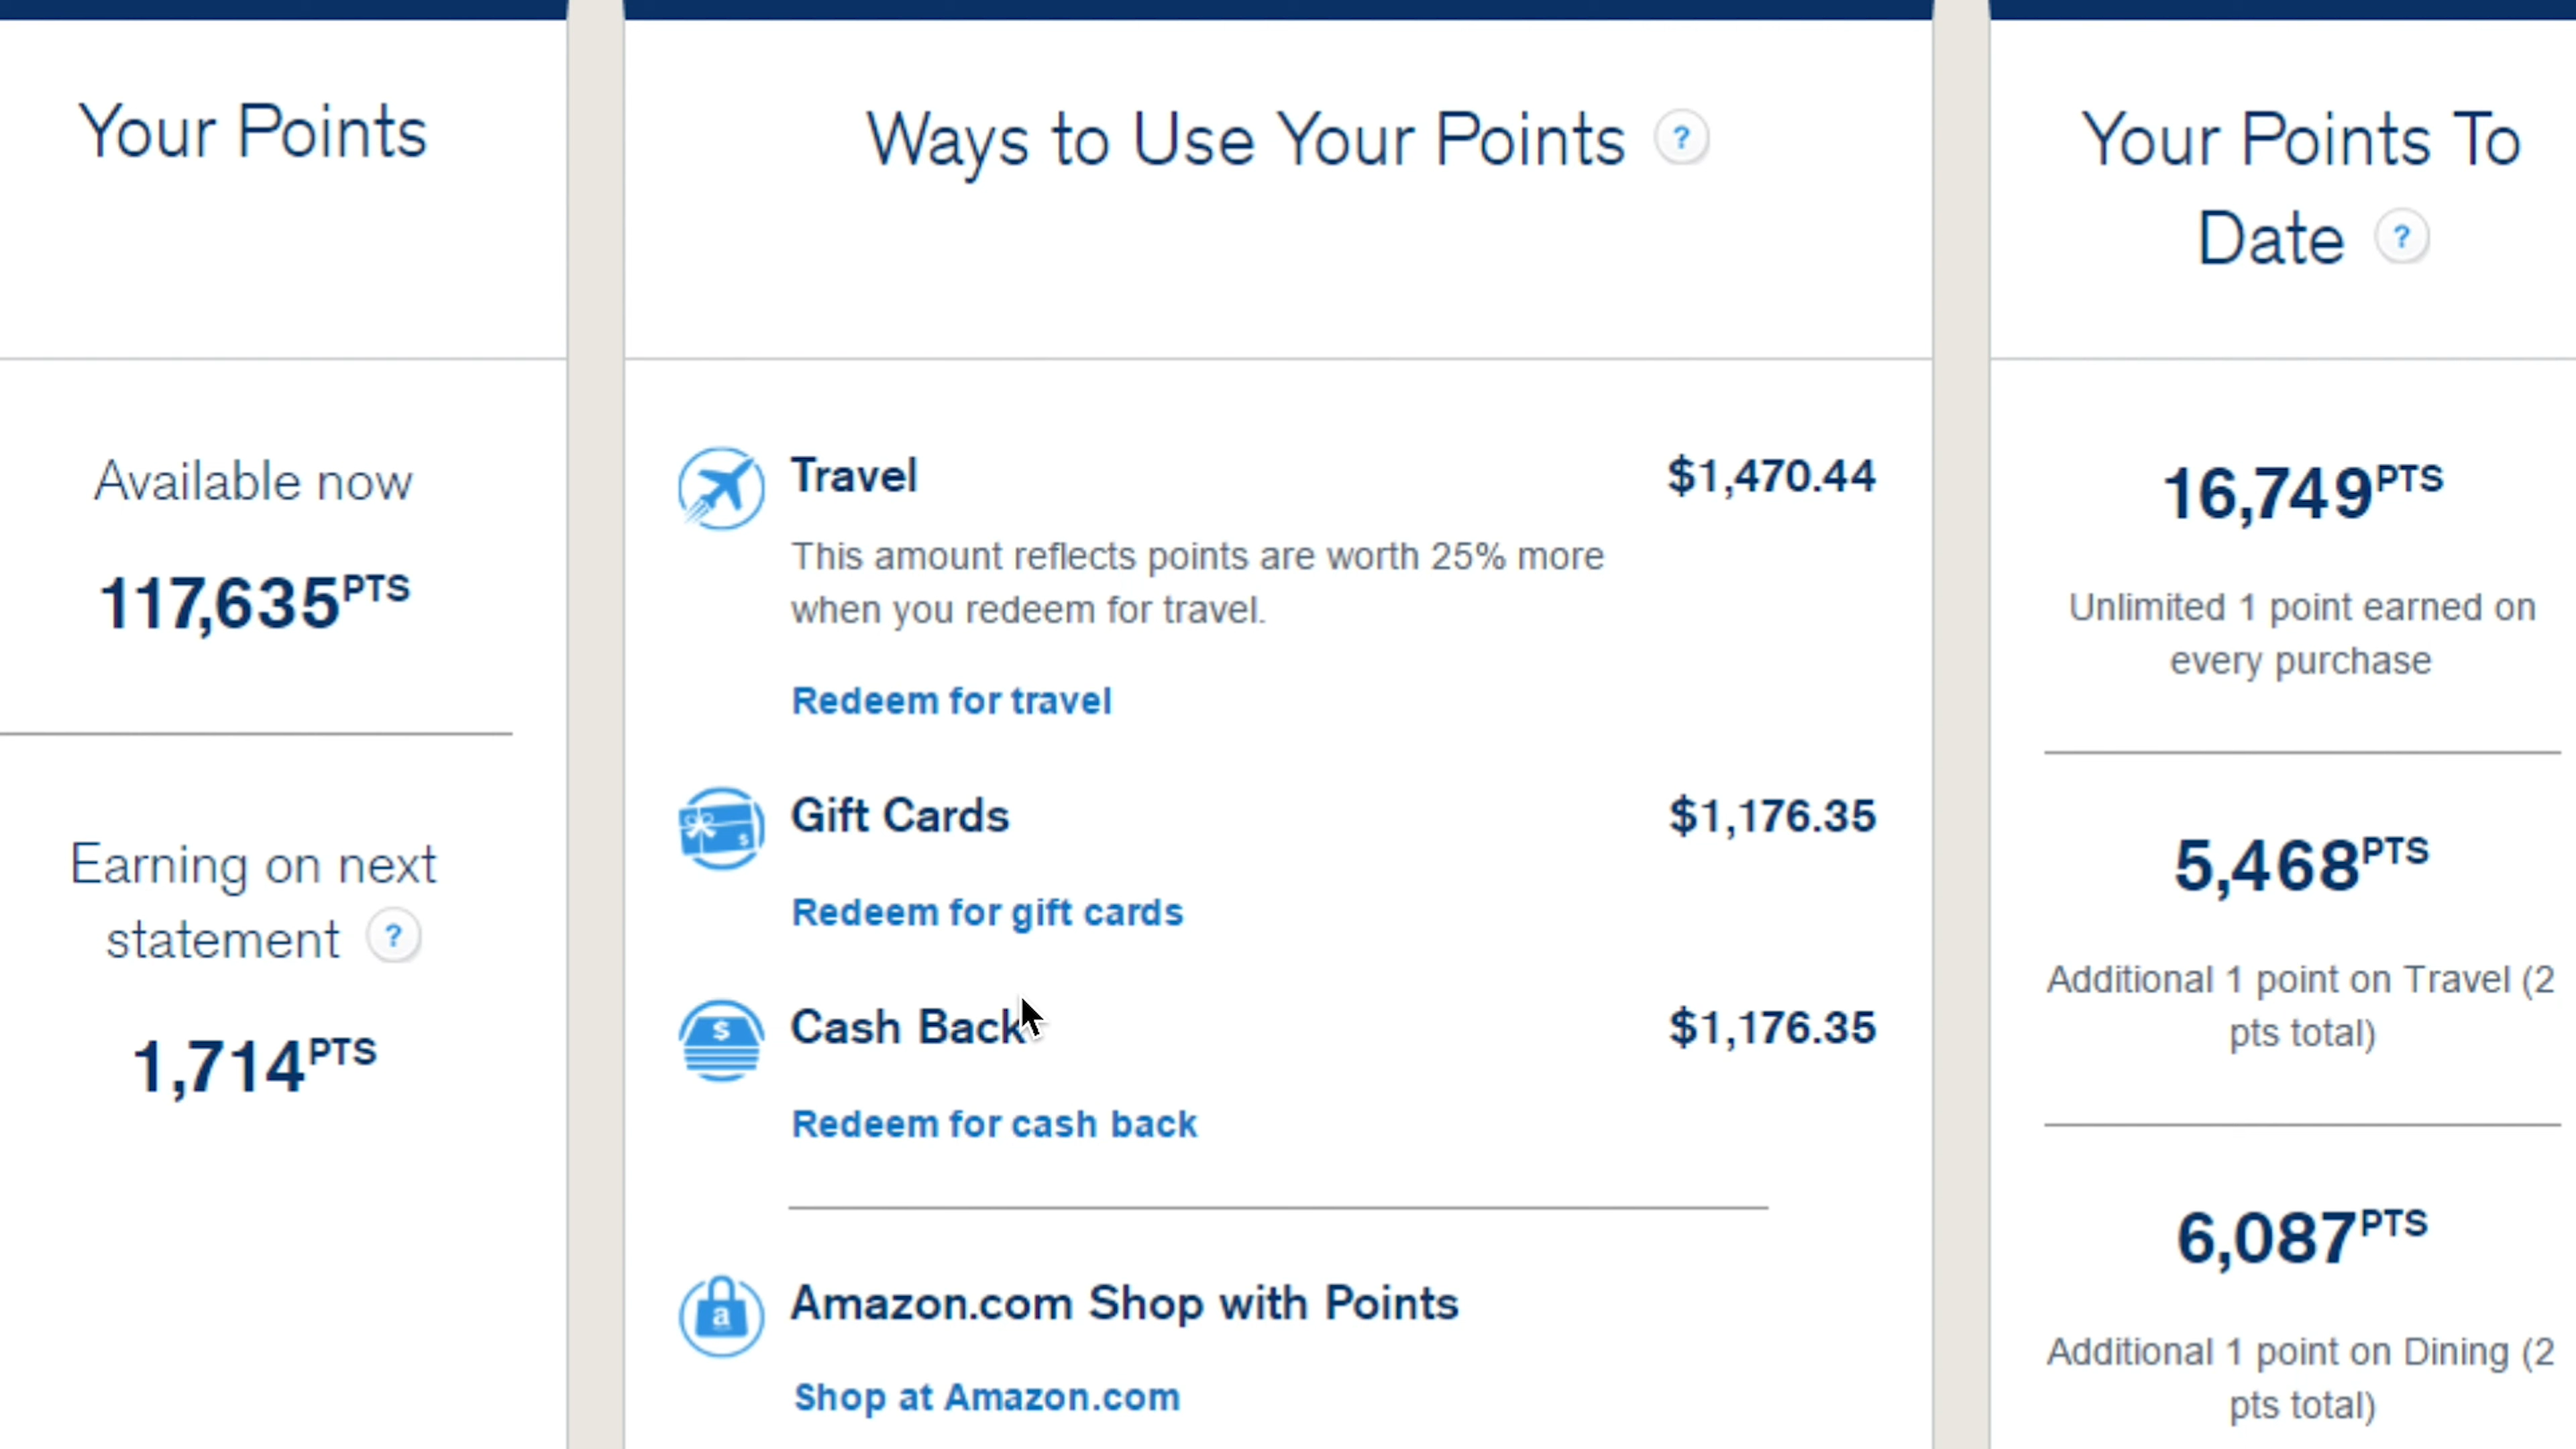 Your Points
Available now
117,635PTS
Earning on next
statement ?
1,714PTS
Ways to Use Your Points ?
Travel $1,470.44
This amount reflects points are worth 25% more
when you redeem for travel.
Redeem for travel
$
Gift Cards $1,176.35
Redeem for gift cards
$
Cash Back $1,176.35
Redeem for cash back
a
Amazon.com Shop with Points
Shop at Amazon.com
Your Points To
Date ?
16,749PTS
Unlimited 1 point earned on
every purchase
5,468PTS
Additional 1 point on Travel (2
pts total)
6,087PTS
Additional 1 point on Dining (2
pts total)